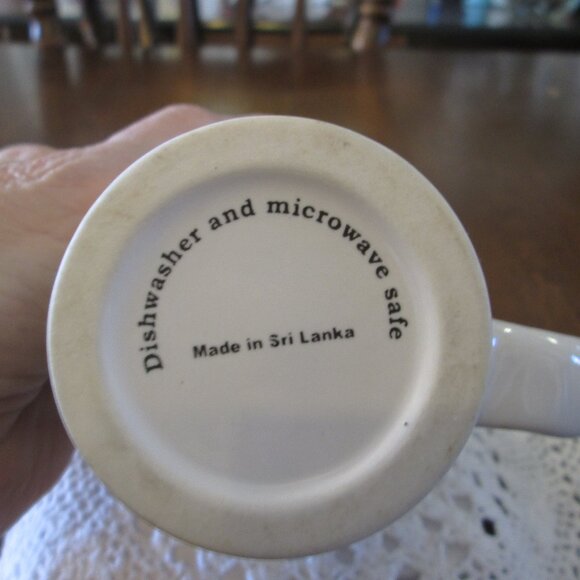 Dishwasher and microwave safe
Made in Sri Lanka